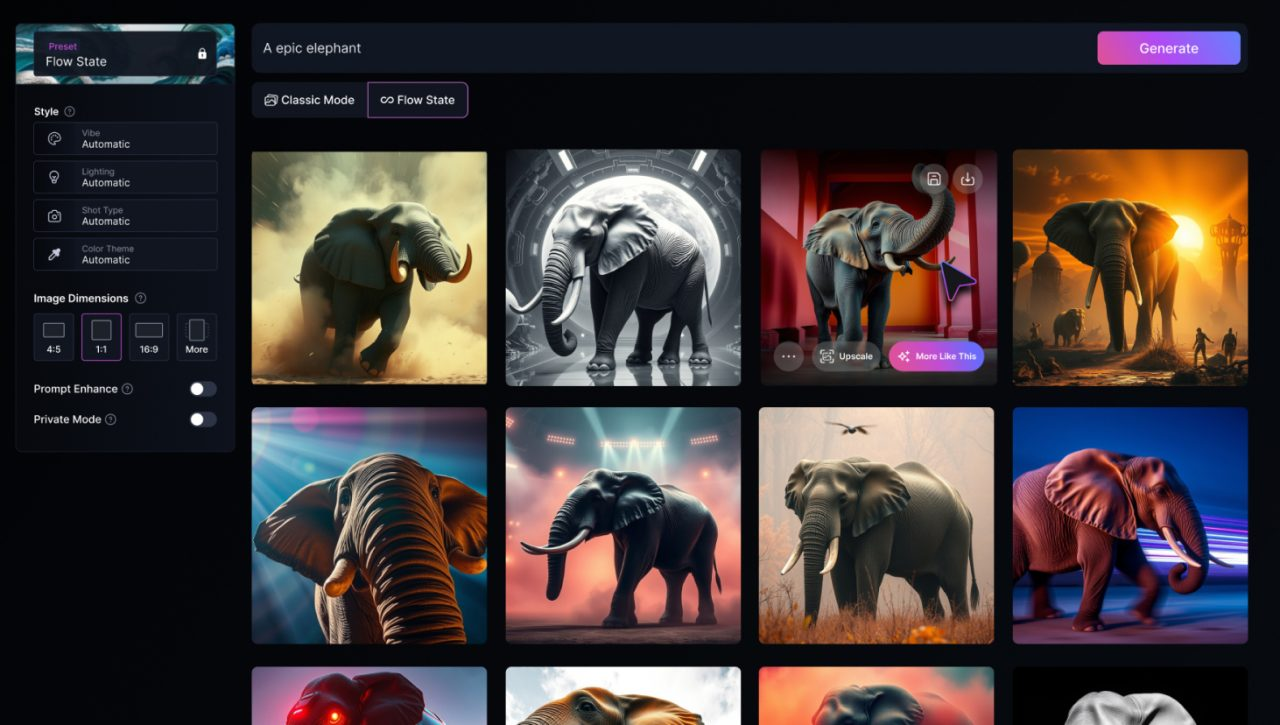 Preset
Flow State
A epic elephant
Generate
Classic Mode
Flow State
Style
Vibe
Automatic
Lighting
Automatic
Shot Type
Automatic
Color Theme
Automatic
Image Dimensions
4:5
1:1
16:9
More
Prompt Enhance
Private Mode
Upscale
More Like This